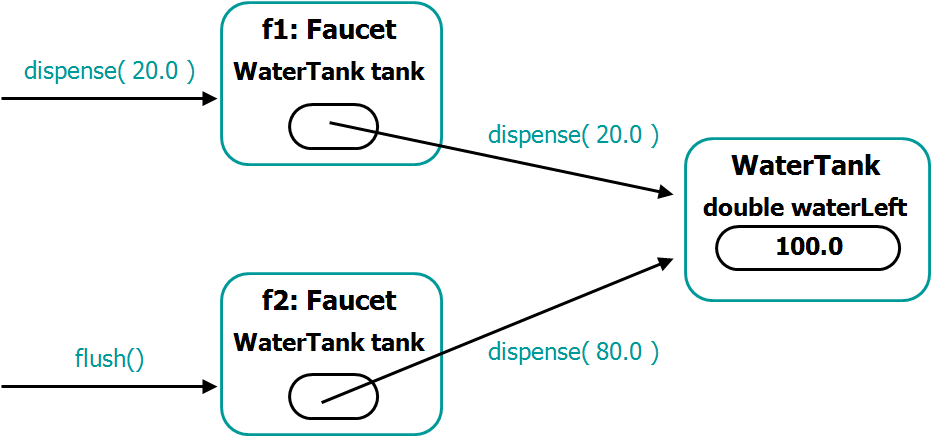 f1: Faucet
WaterTank tank
dispense( 20.0 )
dispense( 20.0 )
WaterTank
double waterLeft
100.0
f2: Faucet
WaterTank tank
flush()
dispense( 80.0 )